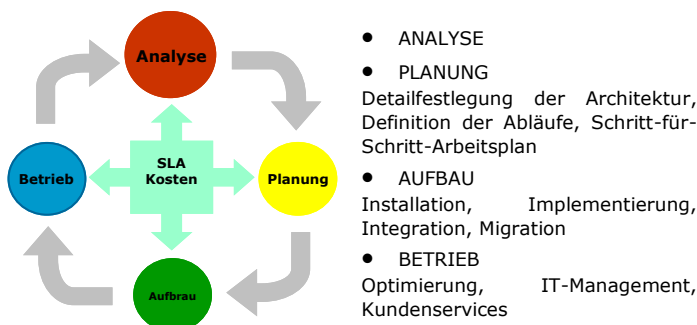 Analyse
SLA
Kosten
Betrieb
Planung
Aufbrau
• ANALYSE
• PLANUNG
Detailfestlegung der Architektur,
Definition der Abläufe, Schritt-für-
Schritt-Arbeitsplan
• AUFBAU
Installation, Implementierung,
Integration, Migration
• BETRIEB
Optimierung, IT-Management,
Kundenservices